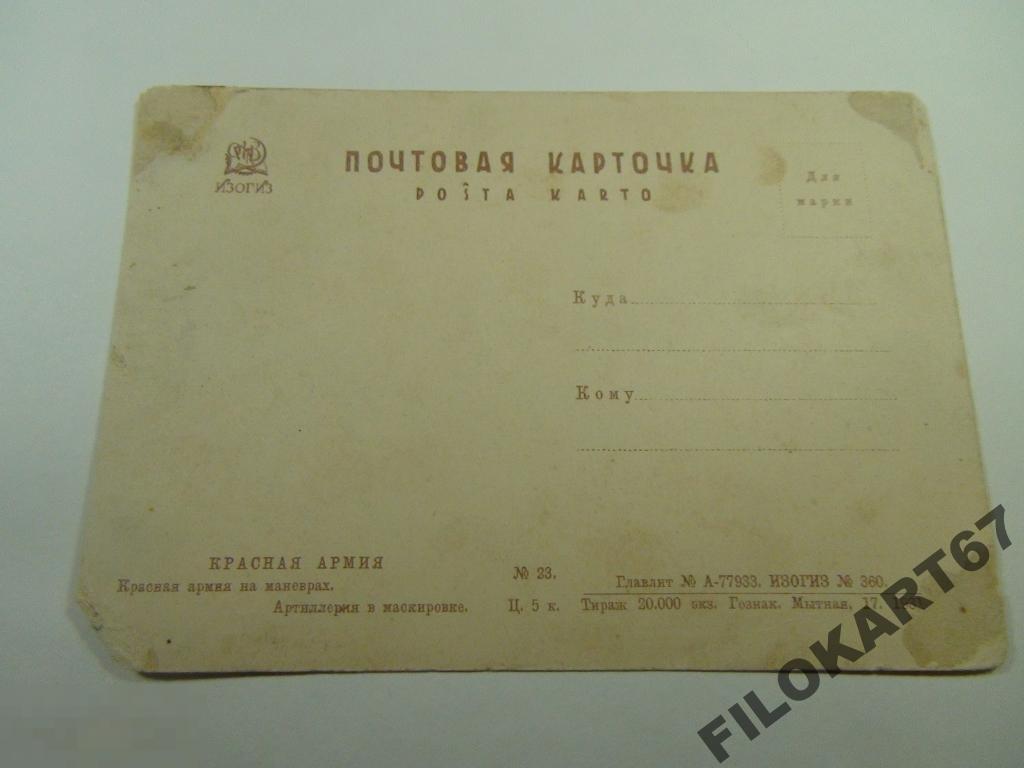 ИЗОГИЗ
ПОЧТОВАЯ КАРТОЧКА
POŜTA KARTO
Для
марки
Куда
Кому
КРАСНАЯ АРМИЯ
Красная армия на маневрах.
Артиллерия в маскировке.
№ 23.
Ц. 5 к.
Главлит № А-77933. ИЗОГИЗ № 360.
Тираж 20.000 экз. Гознак. Мытная, 17.
FILOKART67